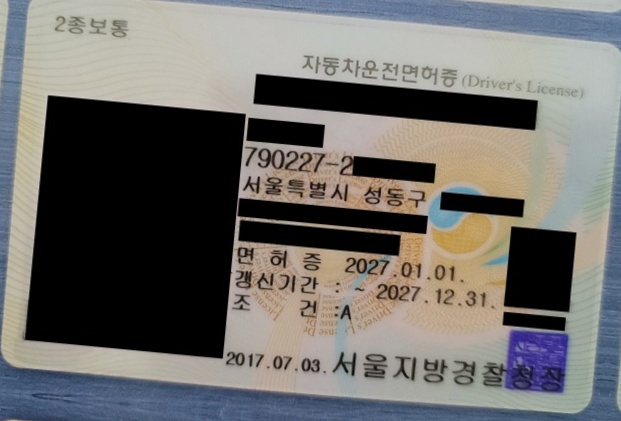 2종보통
자동차운전면허증 (Driver's License)
790227-2
서울특별시 성동구
면 허 증 2027.01.01.
갱신기간 : ~ 2027.12.31.
조 건 :A
2017.07.03. 서울지방경찰청장